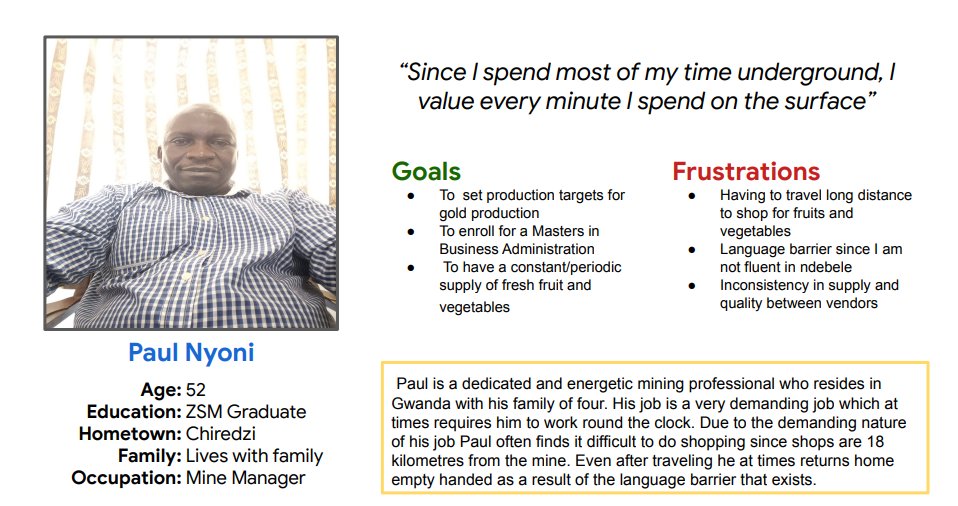 “Since I spend most of my time underground, I
value every minute I spend on the surface”
Goals
● To set production targets for
gold production
● To enroll for a Masters in
Business Administration
● To have a constant/periodic
supply of fresh fruit and
vegetables
Frustrations
● Having to travel long distance
to shop for fruits and
vegetables
● Language barrier since I am
not fluent in ndebele
● Inconsistency in supply and
quality between vendors
Paul Nyoni
Age: 52
Education: ZSM Graduate
Hometown: Chiredzi
Family: Lives with family
Occupation: Mine Manager
Paul is a dedicated and energetic mining professional who resides in
Gwanda with his family of four. His job is a very demanding job which at
times requires him to work round the clock. Due to the demanding nature
of his job Paul often finds it difficult to do shopping since shops are 18
kilometres from the mine. Even after traveling he at times returns home
empty handed as a result of the language barrier that exists.